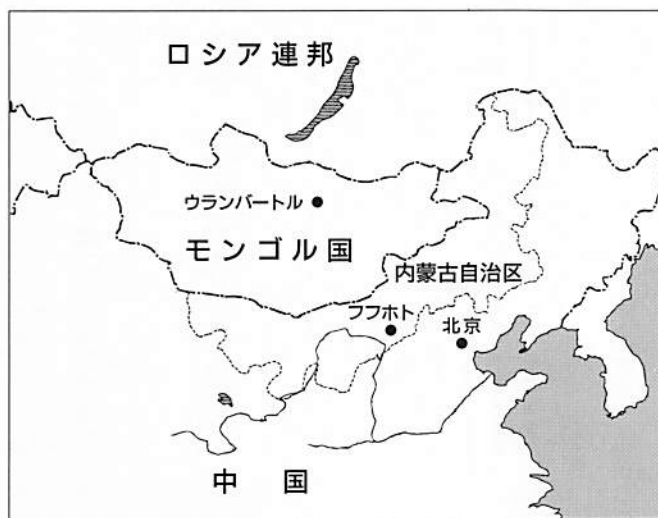 ロシア連邦
ウランバートル
モンゴル国
内蒙古自治区
フフホト
北京
中国